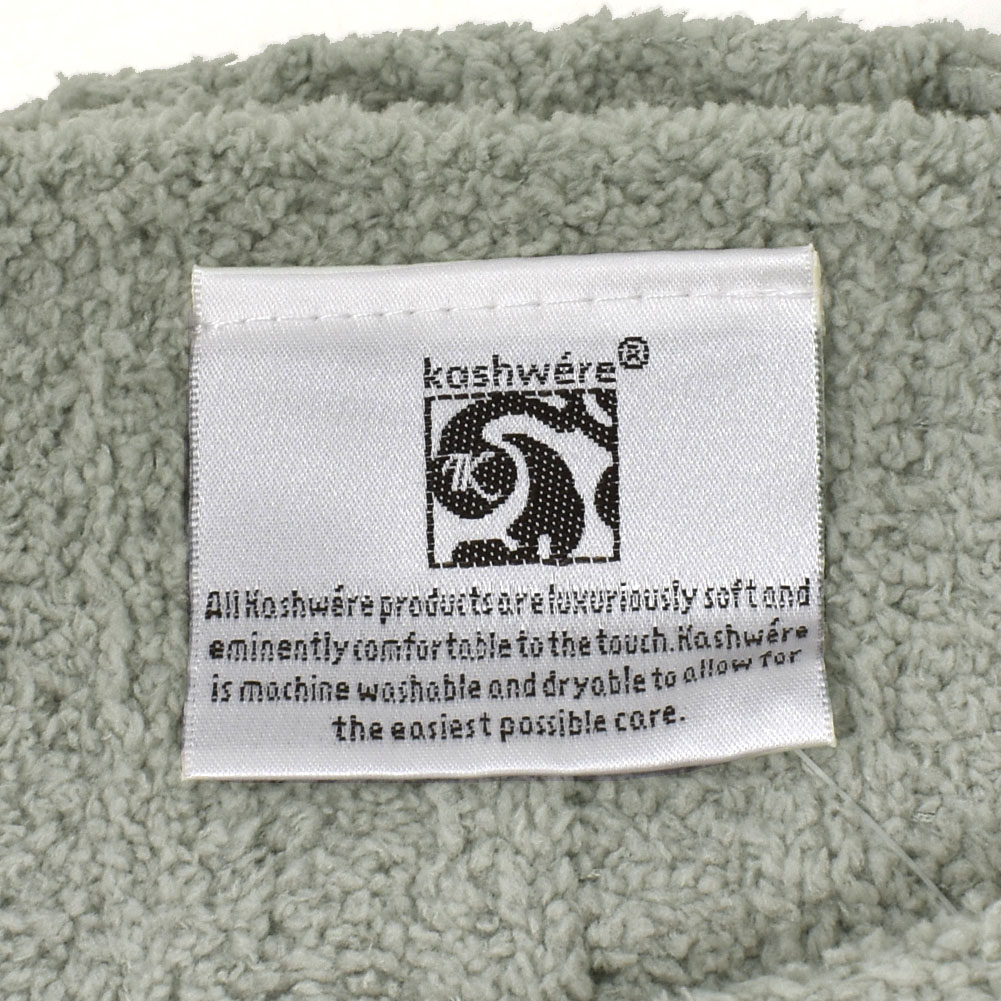 kashwére®
K
All Kashwére products are luxuriously soft and
eminently comfortable to the touch. Kashwére
is machine washable and dryable to allow for
the easiest possible care.